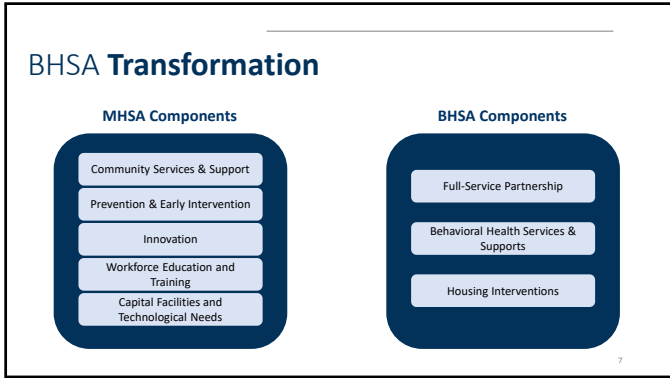 BHSA Transformation
MHSA Components
Community Services & Support
Prevention & Early Intervention
Innovation
Workforce Education and
Training
Capital Facilities and
Technological Needs
BHSA Components
Full-Service Partnership
Behavioral Health Services &
Supports
Housing Interventions
7